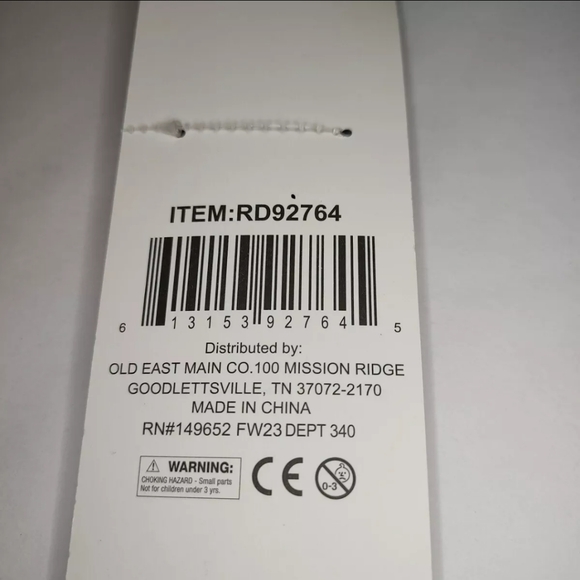 ITEM:RD92764
6 13153 92764 5
Distributed by:
OLD EAST MAIN CO.100 MISSION RIDGE
GOODLETTSVILLE, TN 37072-2170
MADE IN CHINA
RN#149652 FW23 DEPT 340
⚠ WARNING:
CHOKING HAZARD - Small parts
Not for children under 3 yrs.
CE
0-3